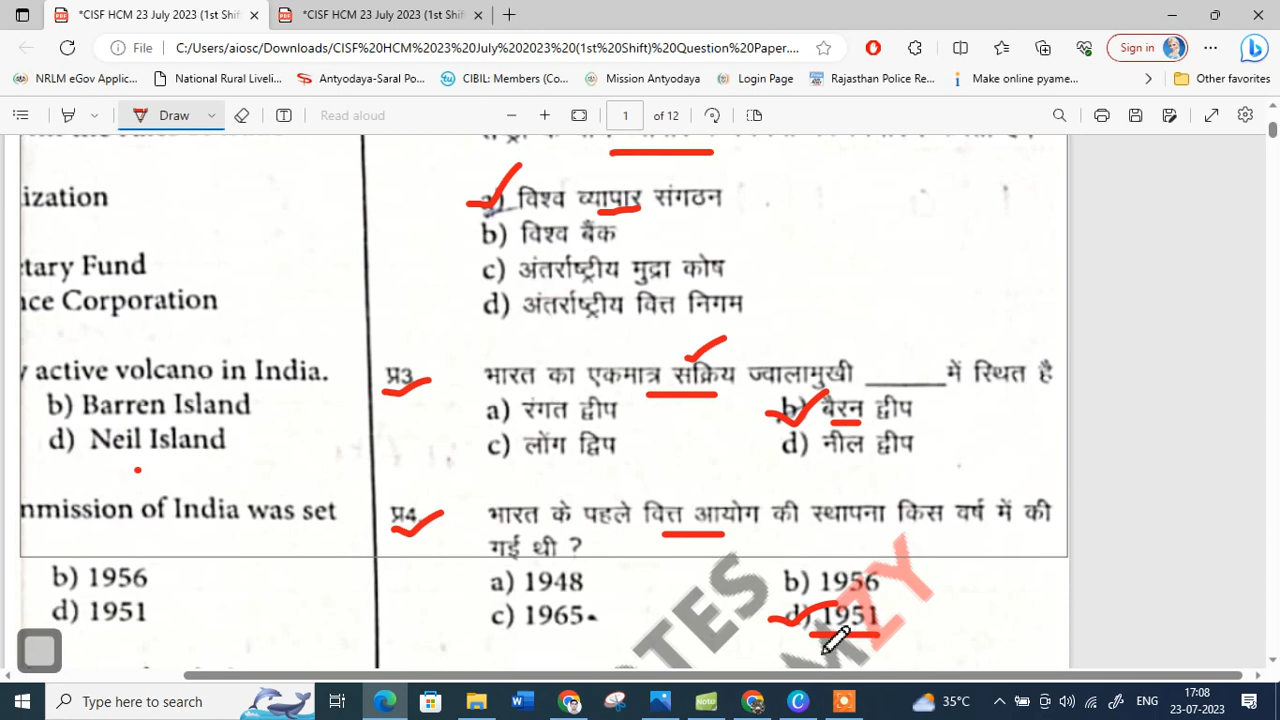 *CISF HCM 23 July 2023 (1st Shif
*CISF HCM 23 July 2023 (1st Shif
File
C:/Users/aiosc/Downloads/CISF%20HCM%2023%20July%202023%20(1st%20Shift)%20Question%20Paper....
Sign in
NRLM eGov Applic...
National Rural Liveli...
Antyodaya-Saral Po...
CIBIL: Members (Co...
Mission Antyodaya
Login Page
Rajasthan Police Re...
Make online pyame...
Other favorites
Draw
Read aloud
1
of 12
ization
tary Fund
ice Corporation
active volcano in India.
b) Barren Island
d) Neil Island
nmission of India was set
b) 1956
d) 1951
a) विश्व व्यापार संगठन
b) विश्व बैंक
c) अंतर्राष्ट्रीय मुद्रा कोष
d) अंतर्राष्ट्रीय वित्त निगम
प्र3 भारत का एकमात्र सक्रिय ज्वालामुखी ______में स्थित है
a) रंगत द्वीप b) बैरन द्वीप
c) लोंग द्विप d) नील द्वीप
प्र4 भारत के पहले वित्त आयोग की स्थापना किस वर्ष में की
गई थी ?
a) 1948 b) 1956
c) 1965 d) 1951
TES
MZY
Type here to search
35°C
ENG
17:08
23-07-2023